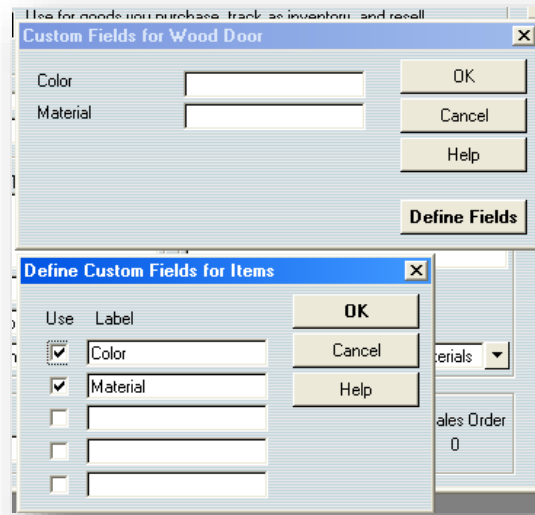 Use for goods you purchase, track as inventory, and resell
Custom Fields for Wood Door
Color
OK
Material
Cancel
Help
Define Fields
Define Custom Fields for Items
Use Label
OK
Color
Cancel
Material
Help
erials
ales Order
0